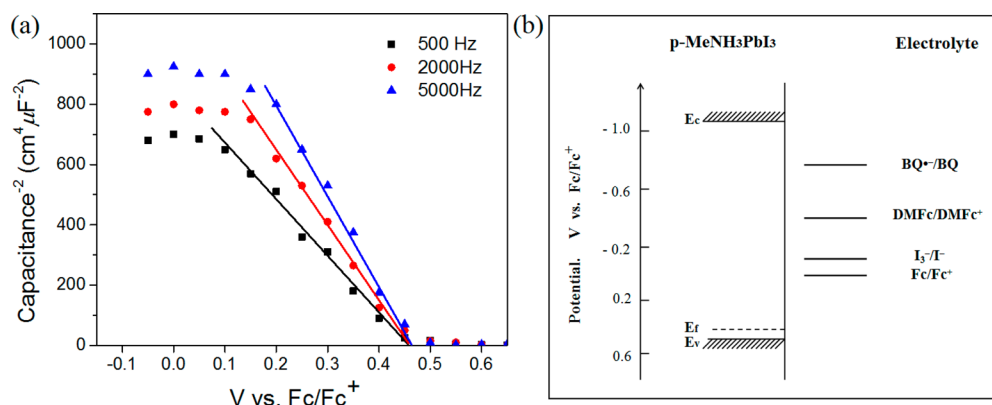 (a)
Capacitance⁻² (cm⁴ μF⁻²)
1000
800
600
400
200
0
500 Hz
2000Hz
5000Hz
-0.1 0.0 0.1 0.2 0.3 0.4 0.5 0.6
V vs. Fc/Fc⁺
(b)
p-MeNH₃PbI₃
Electrolyte
Potential. V vs. Fc/Fc⁺
- 1.0
- 0.6
- 0.2
0.2
0.6
Ec
Ef
Ev
BQ•⁻/BQ
DMFc/DMFc⁺
I₃⁻/I⁻
Fc/Fc⁺